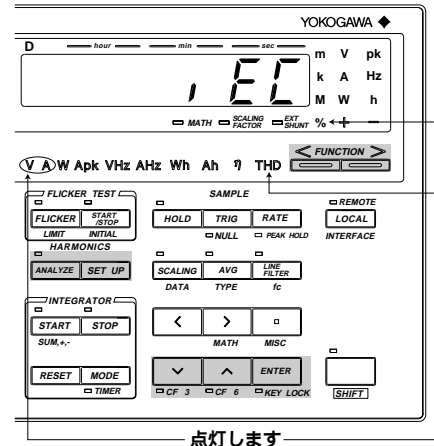 YOKOGAWA
D hour min sec
m V pk
k A Hz
M W h
, EC
MATH SCALING FACTOR EXT SHUNT % + −
V A W Apk VHz AHz Wh Ah η THD
< FUNCTION >
FLICKER TEST
FLICKER START /STOP
LIMIT INITIAL
HARMONICS
ANALYZE SET UP
INTEGRATOR
START STOP
SUM,+,-
RESET MODE
TIMER
SAMPLE
HOLD TRIG RATE
NULL PEAK HOLD
SCALING AVG LINE FILTER
DATA TYPE fc
< >
MATH MISC
ENTER
CF 3 CF 6 KEY LOCK
REMOTE
LOCAL
INTERFACE
SHIFT
点灯します